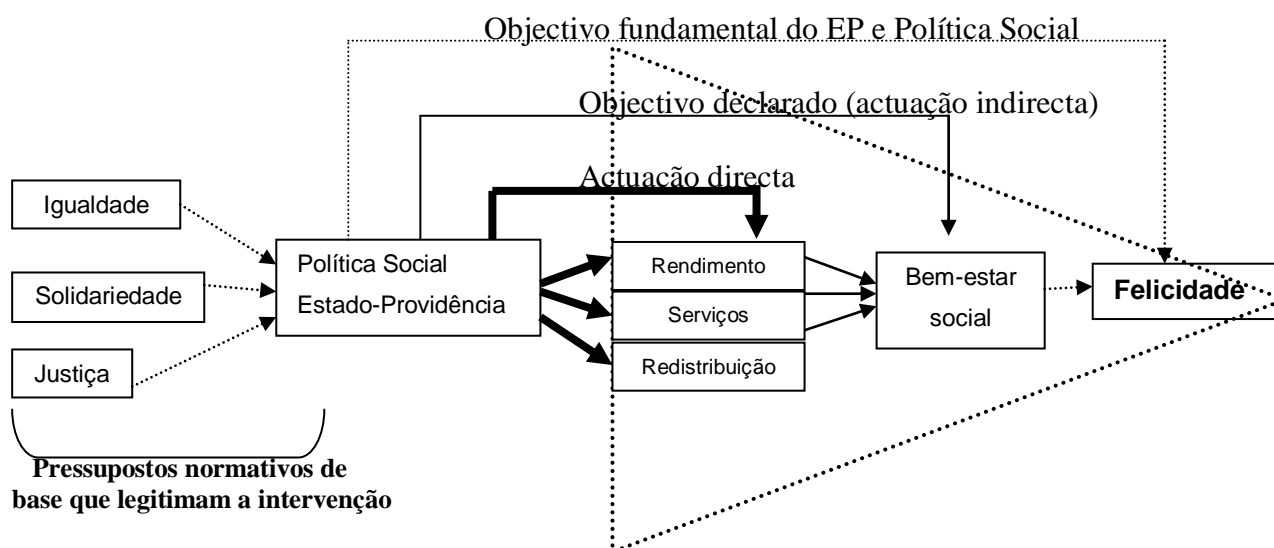 Objectivo fundamental do EP e Política Social
Objectivo declarado (actuação indirecta)
Actuação directa
Igualdade
Solidariedade
Justiça
Política Social
Estado-Providência
Rendimento
Serviços
Redistribuição
Bem-estar
social
Felicidade
Pressupostos normativos de
base que legitimam a intervenção